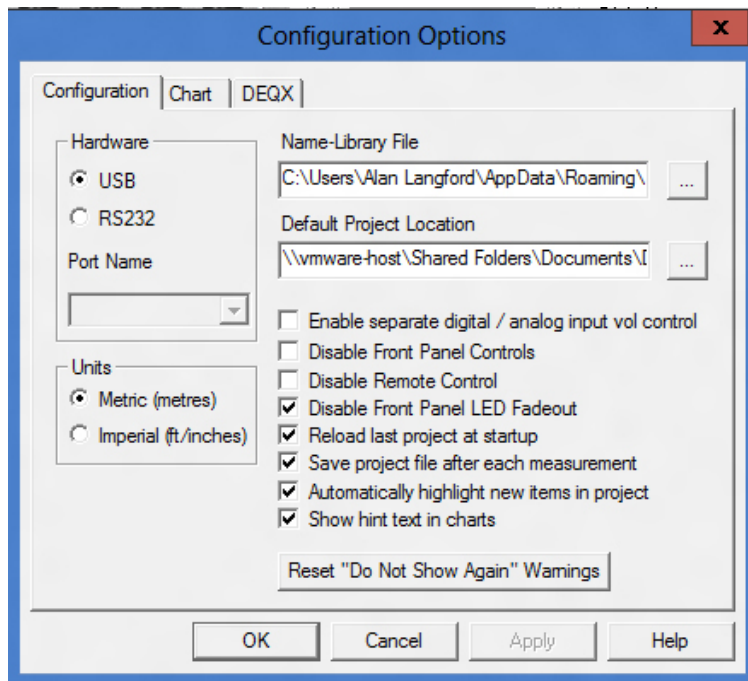 Configuration Options
x
Configuration
Chart
DEQX
Hardware
USB
RS232
Port Name
Units
Metric (metres)
Imperial (ft/inches)
Name-Library File
C:\Users\Alan Langford\AppData\Roaming\
...
Default Project Location
\\vmware-host\Shared Folders\Documents\
...
Enable separate digital / analog input vol control
Disable Front Panel Controls
Disable Remote Control
Disable Front Panel LED Fadeout
Reload last project at startup
Save project file after each measurement
Automatically highlight new items in project
Show hint text in charts
Reset "Do Not Show Again" Warnings
OK
Cancel
Apply
Help